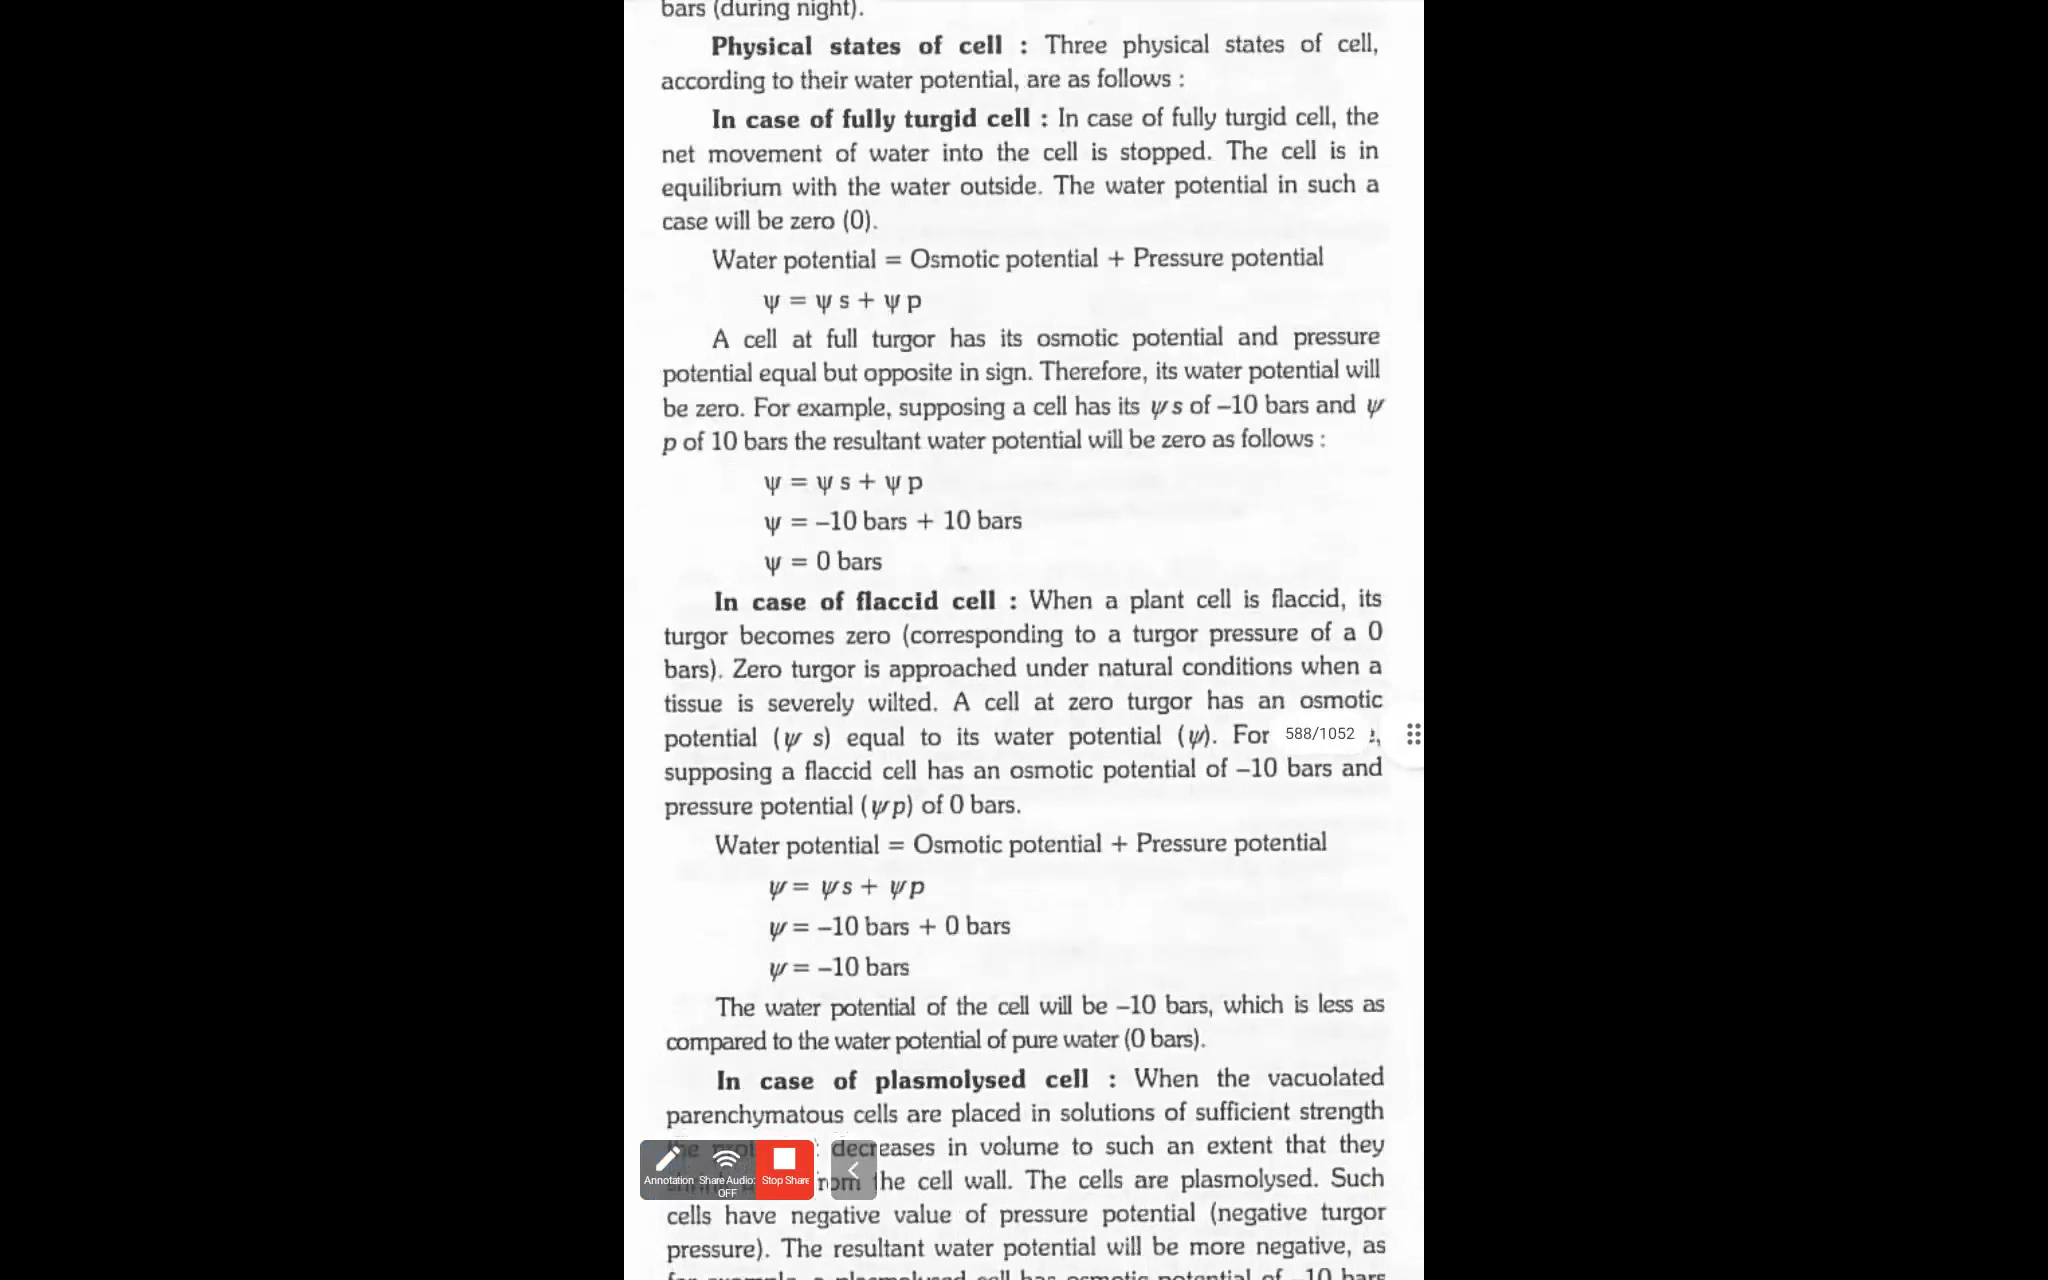 bars (during night).
Physical states of cell : Three physical states of cell,
according to their water potential, are as follows :
In case of fully turgid cell : In case of fully turgid cell, the
net movement of water into the cell is stopped. The cell is in
equilibrium with the water outside. The water potential in such a
case will be zero (0).
Water potential = Osmotic potential + Pressure potential
ψ = ψ s + ψ p
A cell at full turgor has its osmotic potential and pressure
potential equal but opposite in sign. Therefore, its water potential will
be zero. For example, supposing a cell has its ψ s of –10 bars and ψ
p of 10 bars the resultant water potential will be zero as follows :
ψ = ψ s + ψ p
ψ = –10 bars + 10 bars
ψ = 0 bars
In case of flaccid cell : When a plant cell is flaccid, its
turgor becomes zero (corresponding to a turgor pressure of a 0
bars). Zero turgor is approached under natural conditions when a
tissue is severely wilted. A cell at zero turgor has an osmotic
potential (ψ s) equal to its water potential (ψ). For 588/1052
supposing a flaccid cell has an osmotic potential of –10 bars and
pressure potential (ψ p) of 0 bars.
Water potential = Osmotic potential + Pressure potential
ψ = ψ s + ψ p
ψ = –10 bars + 0 bars
ψ = –10 bars
The water potential of the cell will be –10 bars, which is less as
compared to the water potential of pure water (0 bars).
In case of plasmolysed cell : When the vacuolated
parenchymatous cells are placed in solutions of sufficient strength
decreases in volume to such an extent that they
the cell wall. The cells are plasmolysed. Such
Annotation Share Audio: OFF Stop Share
cells have negative value of pressure potential (negative turgor
pressure). The resultant water potential will be more negative, as
for example, a plasmolysed cell has osmotic potential of –10 bars